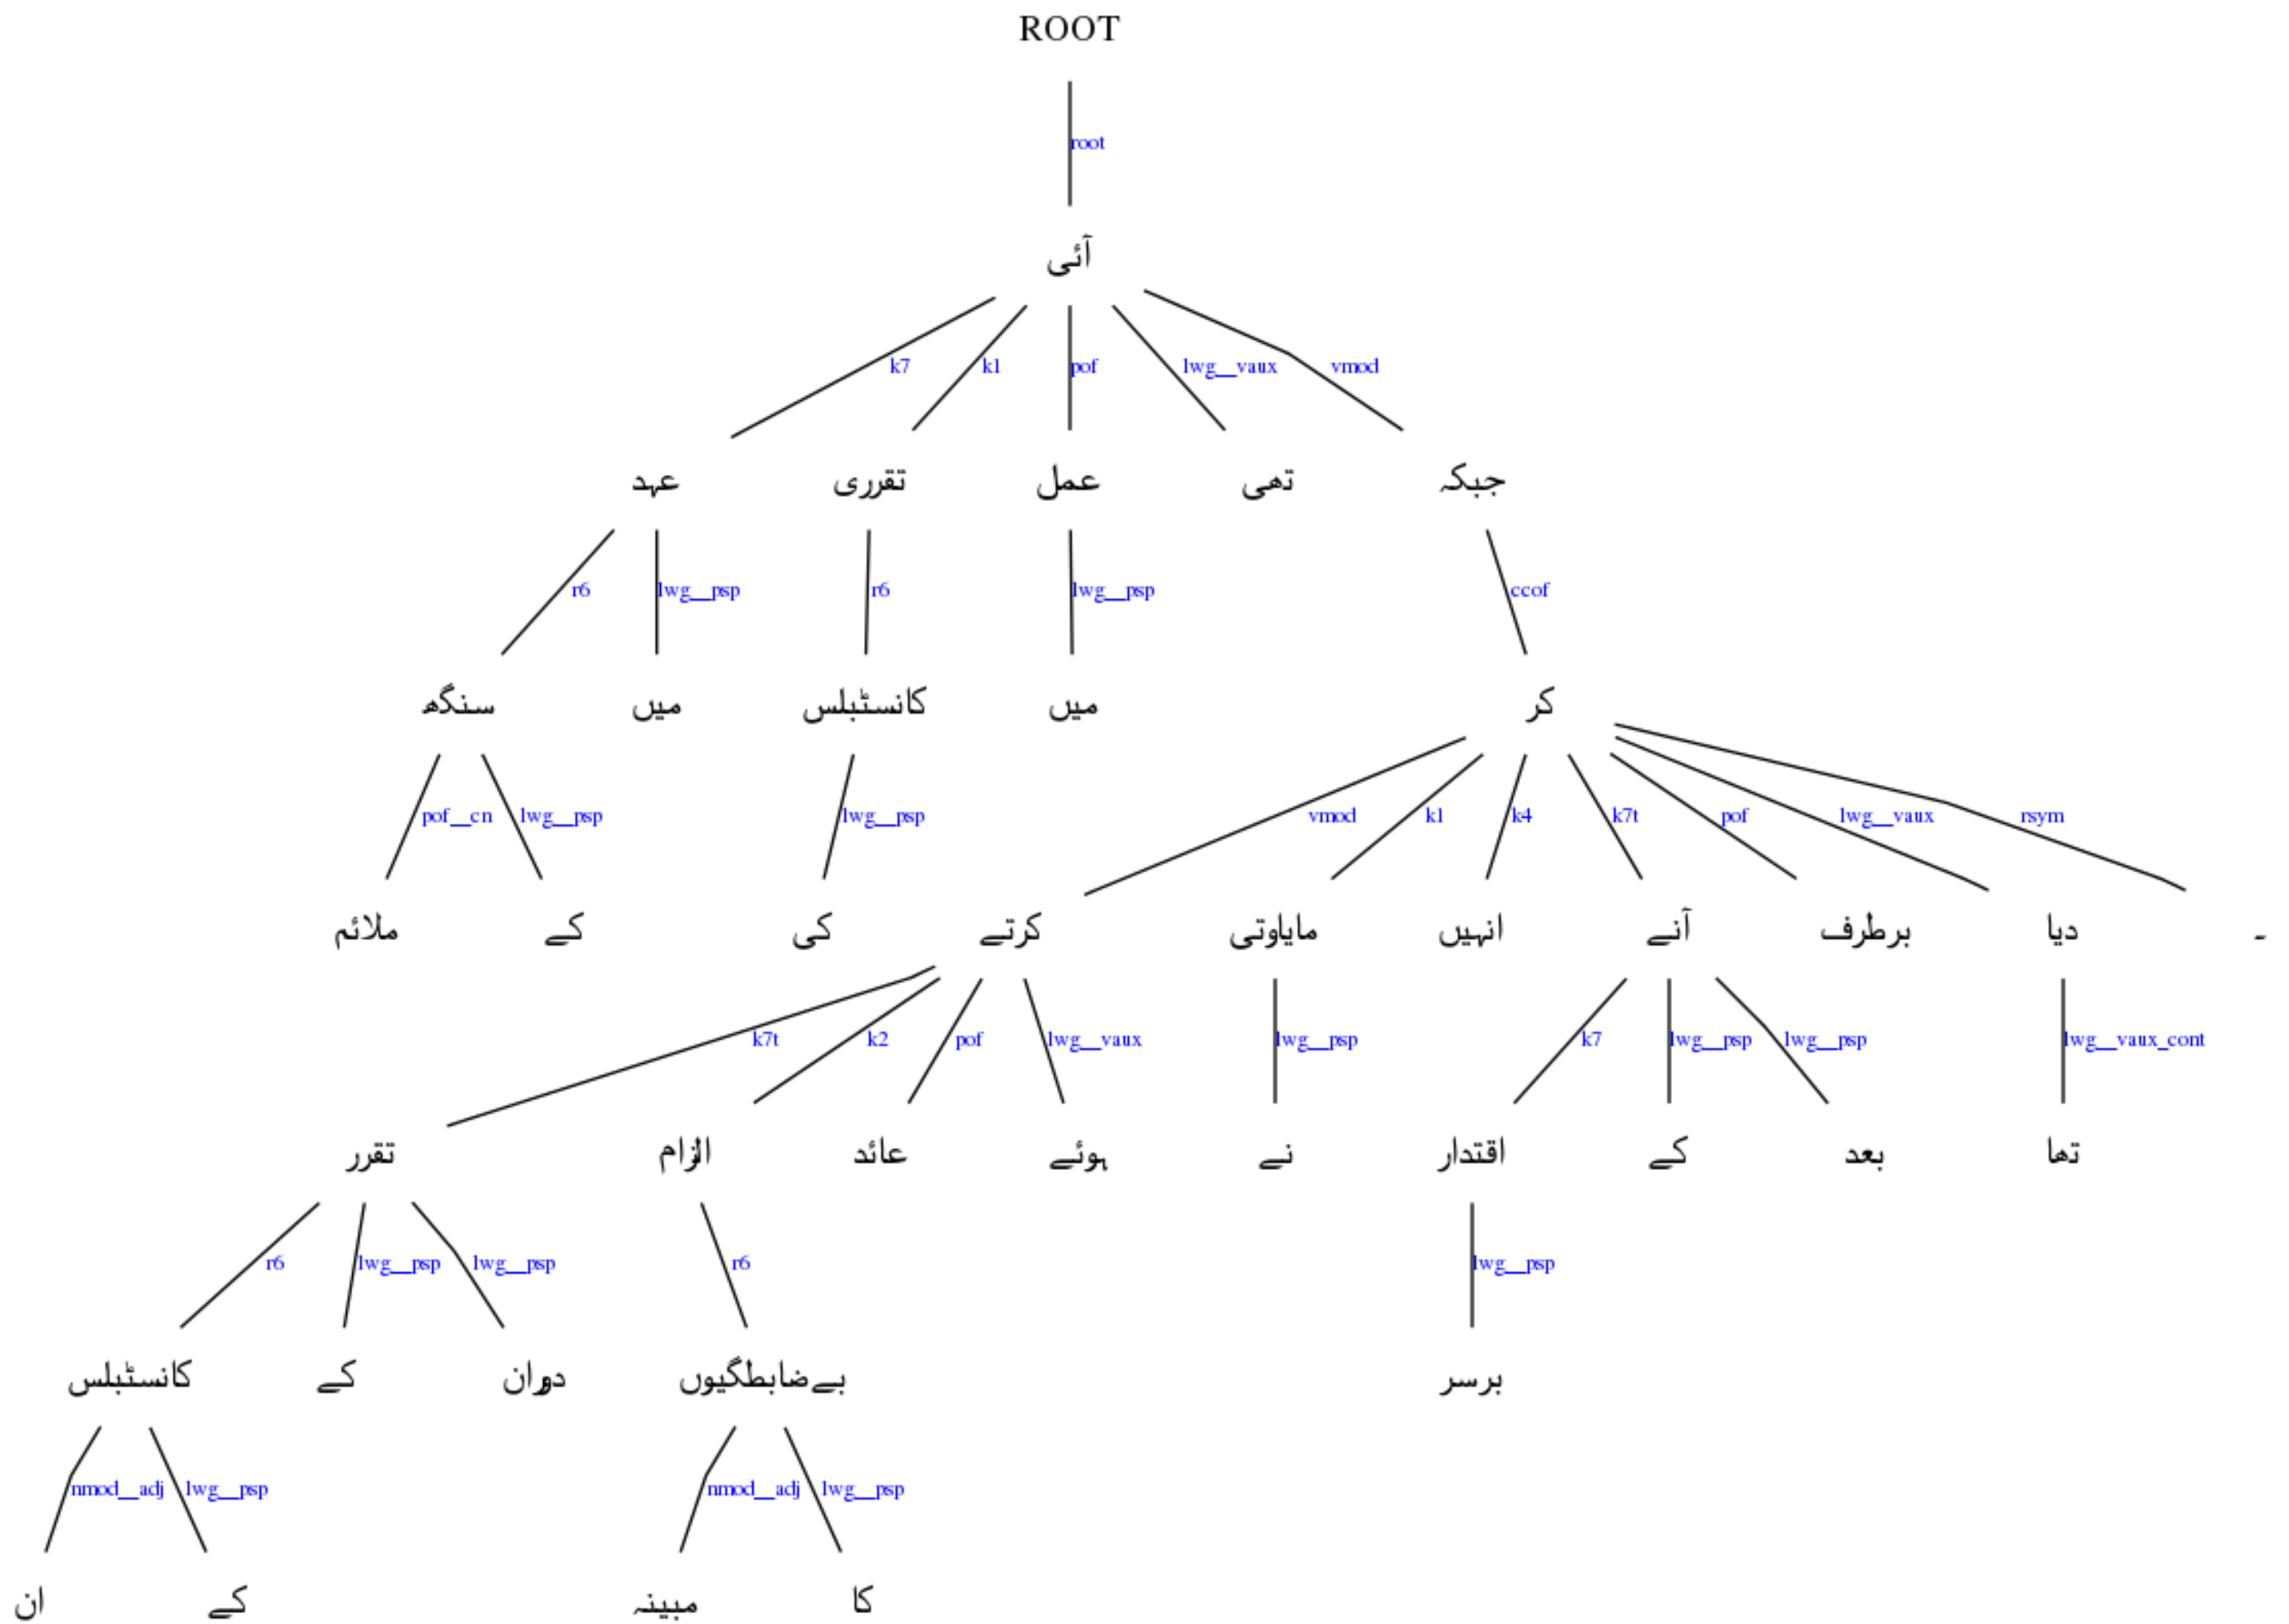 ROOT
root
آئی
k7 k1 pof lwg__vaux vmod
عہد تقرری عمل تھی جبکہ
r6 lwg__psp r6 lwg__psp ccof
سنگھ میں کانسٹبلس میں کر
pof__cn lwg__psp lwg__psp vmod k1 k4 k7t pof lwg__vaux rsym
ملائم کے کی کرتے مایاوتی انہیں آنے برطرف دیا ۔
k7t k2 pof lwg__vaux lwg__psp k7 lwg__psp lwg__psp lwg__vaux_cont
تقرر الزام عائد ہوئے نے اقتدار کے بعد تھا
r6 lwg__psp lwg__psp r6 lwg__psp
کانسٹبلس کے دوران بےضابطگیوں برسر
nmod__adj lwg__psp nmod__adj lwg__psp
ان کے مبینہ کا